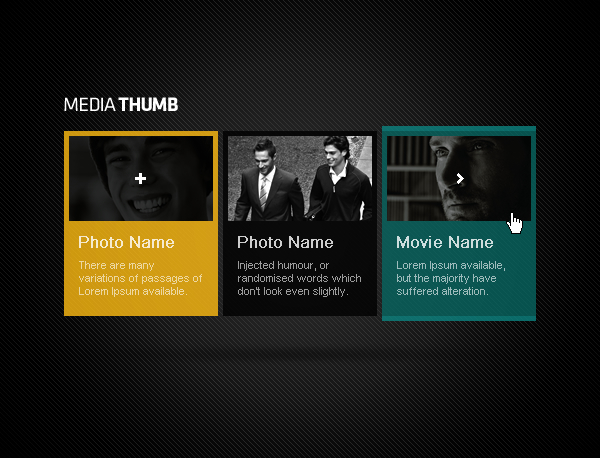 MEDIA THUMB
Photo Name
There are many
variations of passages of
Lorem Ipsum available.
Photo Name
Injected humour, or
randomised words which
don't look even slightly.
Movie Name
Lorem Ipsum available,
but the majority have
suffered alteration.